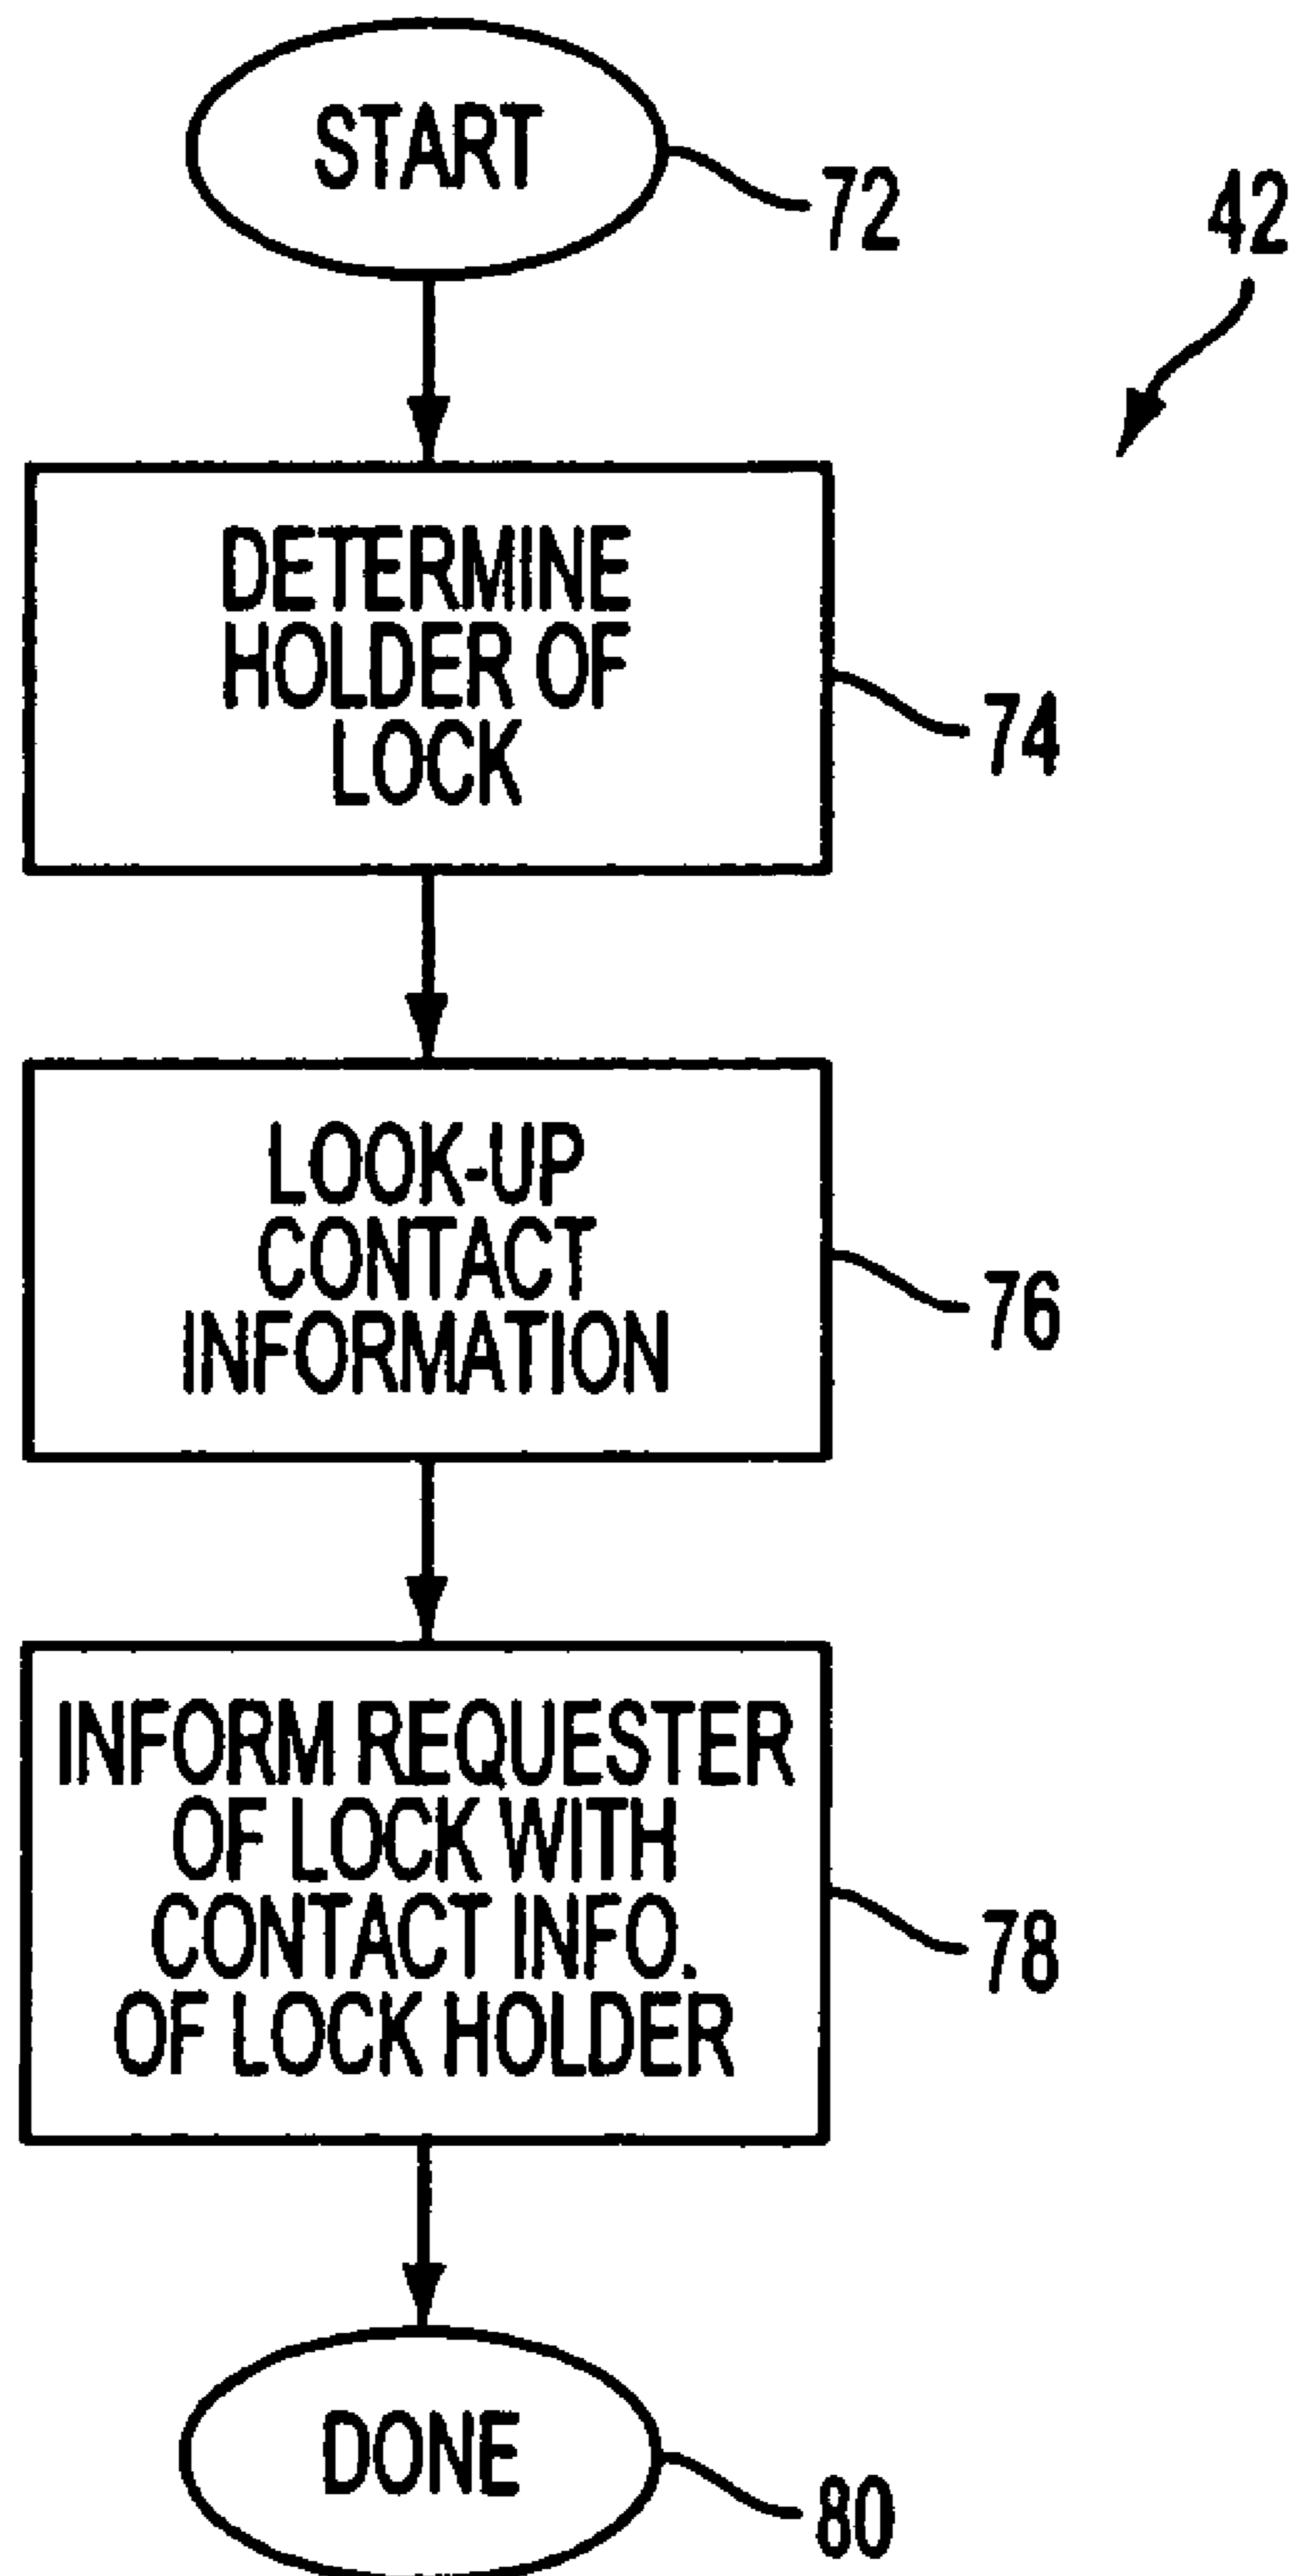 START
72
42
DETERMINE
HOLDER OF
LOCK
74
LOOK-UP
CONTACT
INFORMATION
76
INFORM REQUESTER
OF LOCK WITH
CONTACT INFO.
OF LOCK HOLDER
78
DONE
80